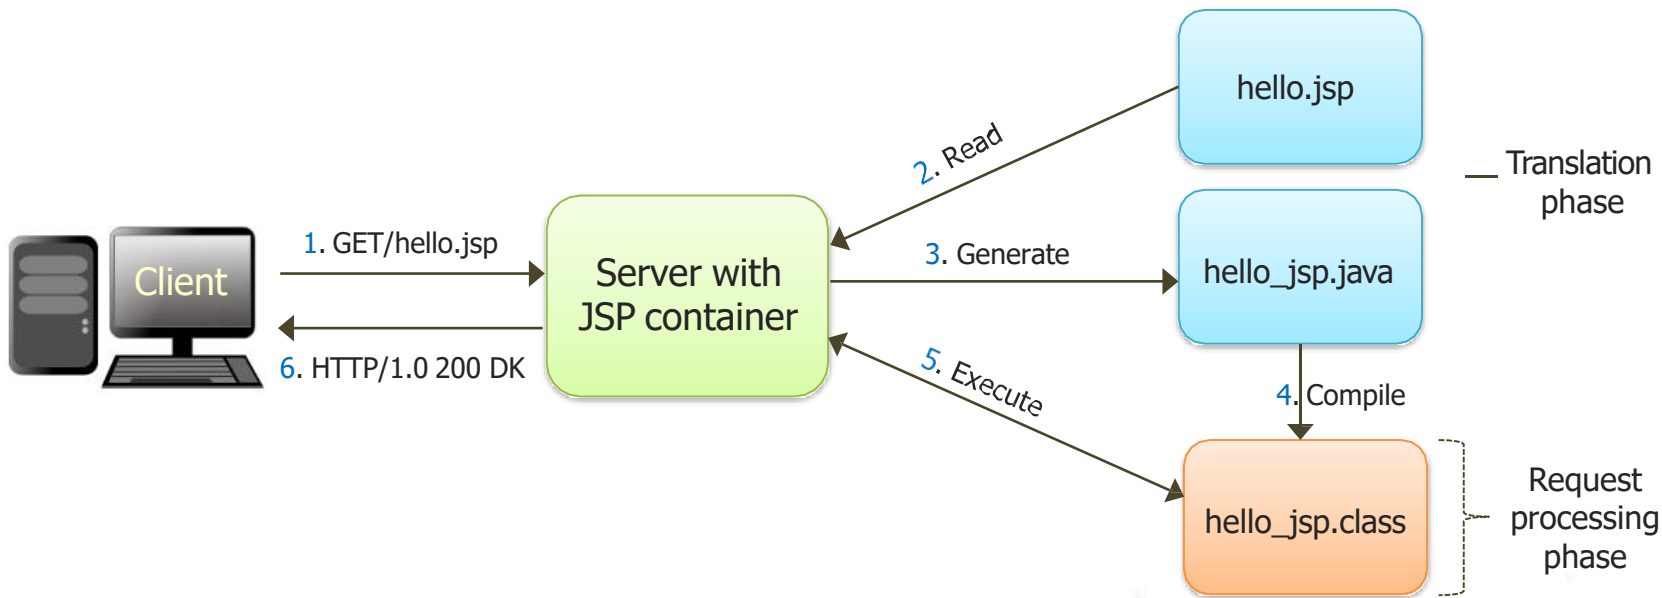 hello.jsp
2. Read
Translation
phase
1. GET/hello.jsp
Client
Server with
JSP container
3. Generate
hello_jsp.java
6. HTTP/1.0 200 DK
5. Execute
4. Compile
hello_jsp.class
Request
processing
phase